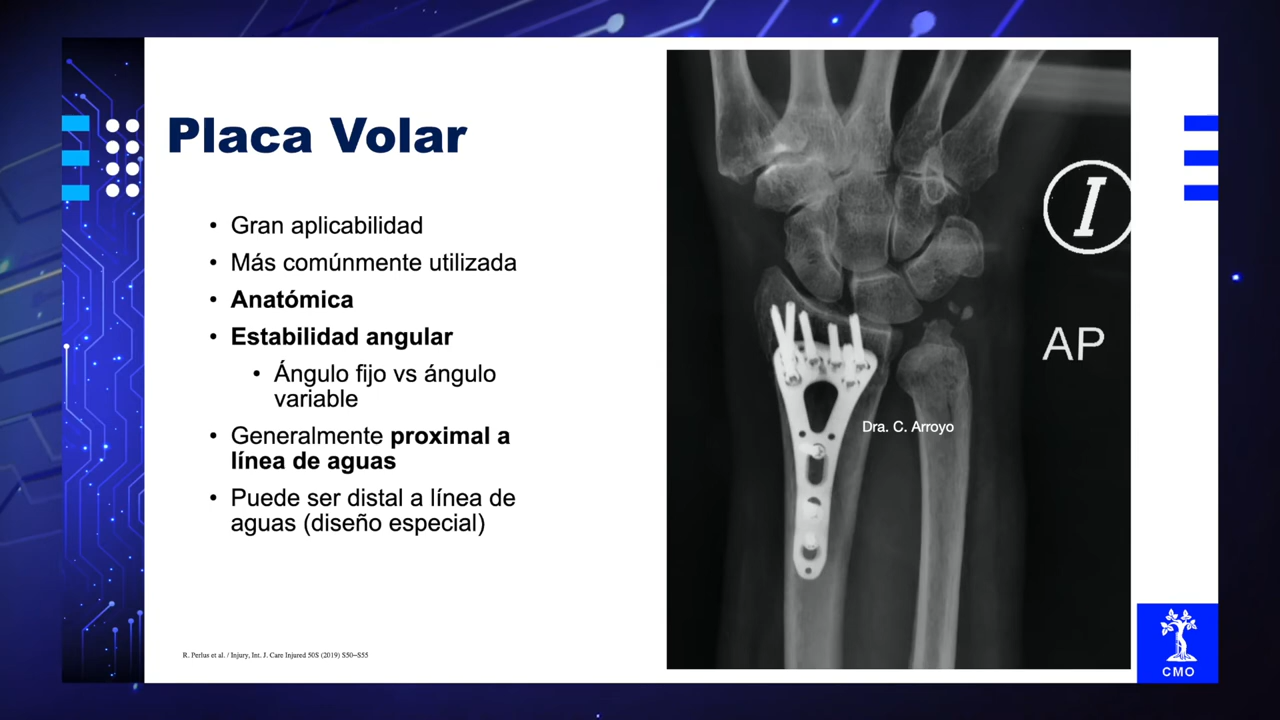 Placa Volar
• Gran aplicabilidad
• Más comúnmente utilizada
• Anatómica
• Estabilidad angular
• Ángulo fijo vs ángulo
variable
• Generalmente proximal a
línea de aguas
• Puede ser distal a línea de
aguas (diseño especial)
R. Perlus et al. / Injury, Int. J. Care Injured 50S (2019) S50–S55
I
AP
Dra. C. Arroyo
CMO